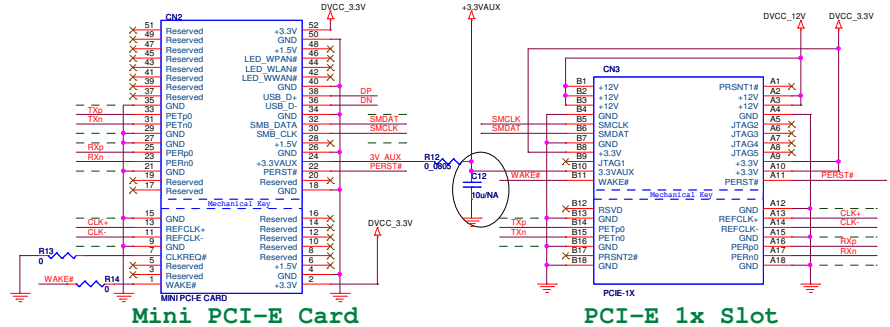 CN2
DVCC_3.3V
51 Reserved +3.3V 52
49 Reserved GND 50
47 Reserved +1.5V 48
45 Reserved LED_WPAN# 46
43 Reserved LED_WLAN# 44
41 Reserved LED_WWAN# 42
39 Reserved GND 40
37 Reserved USB_D+ 38 DP
35 GND USB_D- 36 DN
TXp 33 PETp0 GND 34
TXn 31 PETn0 SMB_DATA 32 SMDAT
29 GND SMB_CLK 30 SMCLK
27 GND +1.5V 28
RXp 25 PERp0 GND 26
RXn 23 PERn0 +3.3VAUX 24 3V_AUX
21 GND PERST# 22 PERST#
19 Reserved Reserved 20
17 Reserved GND 18
Mechanical Key
15 GND Reserved 16
CLK+ 13 REFCLK+ Reserved 14
CLK- 11 REFCLK- Reserved 12
9 GND Reserved 10
7 CLKREQ# Reserved 8
5 Reserved +1.5V 6
3 Reserved GND 4
WAKE# 1 WAKE# +3.3V 2
R13
0
R14
0
DVCC_3.3V
MINI PCI-E CARD
Mini PCI-E Card
+3.3VAUX
R12
0_0805
C12
10u/NA
DVCC_12V DVCC_3.3V
CN3
B1 +12V PRSNT1# A1
B2 +12V +12V A2
B3 +12V +12V A3
B4 GND GND A4
SMCLK B5 SMCLK JTAG2 A5
SMDAT B6 SMDAT JTAG3 A6
B7 GND JTAG4 A7
B8 +3.3V JTAG5 A8
B9 JTAG1 +3.3V A9
B10 3.3VAUX +3.3V A10
WAKE# B11 WAKE# PERST# A11 PERST#
Mechanical Key
B12 RSVD GND A12
B13 GND REFCLK+ A13 CLK+
TXp B14 PETp0 REFCLK- A14 CLK-
TXn B15 PETn0 GND A15
B16 GND PERp0 A16 RXp
B17 PRSNT2# PERn0 A17 RXn
B18 GND GND A18
PCIE-1X
PCI-E 1x Slot